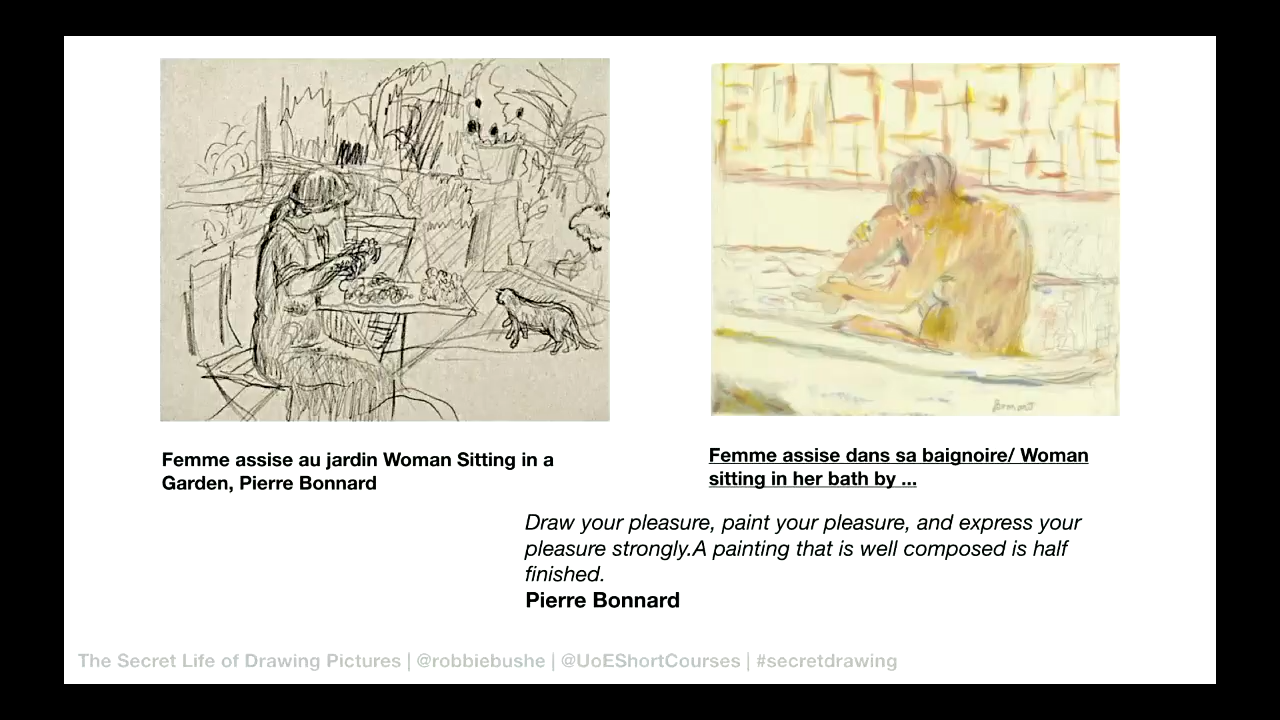 Femme assise au jardin Woman Sitting in a
Garden, Pierre Bonnard
Femme assise dans sa baignoire/ Woman
sitting in her bath by ...
Draw your pleasure, paint your pleasure, and express your
pleasure strongly.A painting that is well composed is half
finished.
Pierre Bonnard
The Secret Life of Drawing Pictures | @robbiebushe | @UoEShortCourses | #secretdrawing